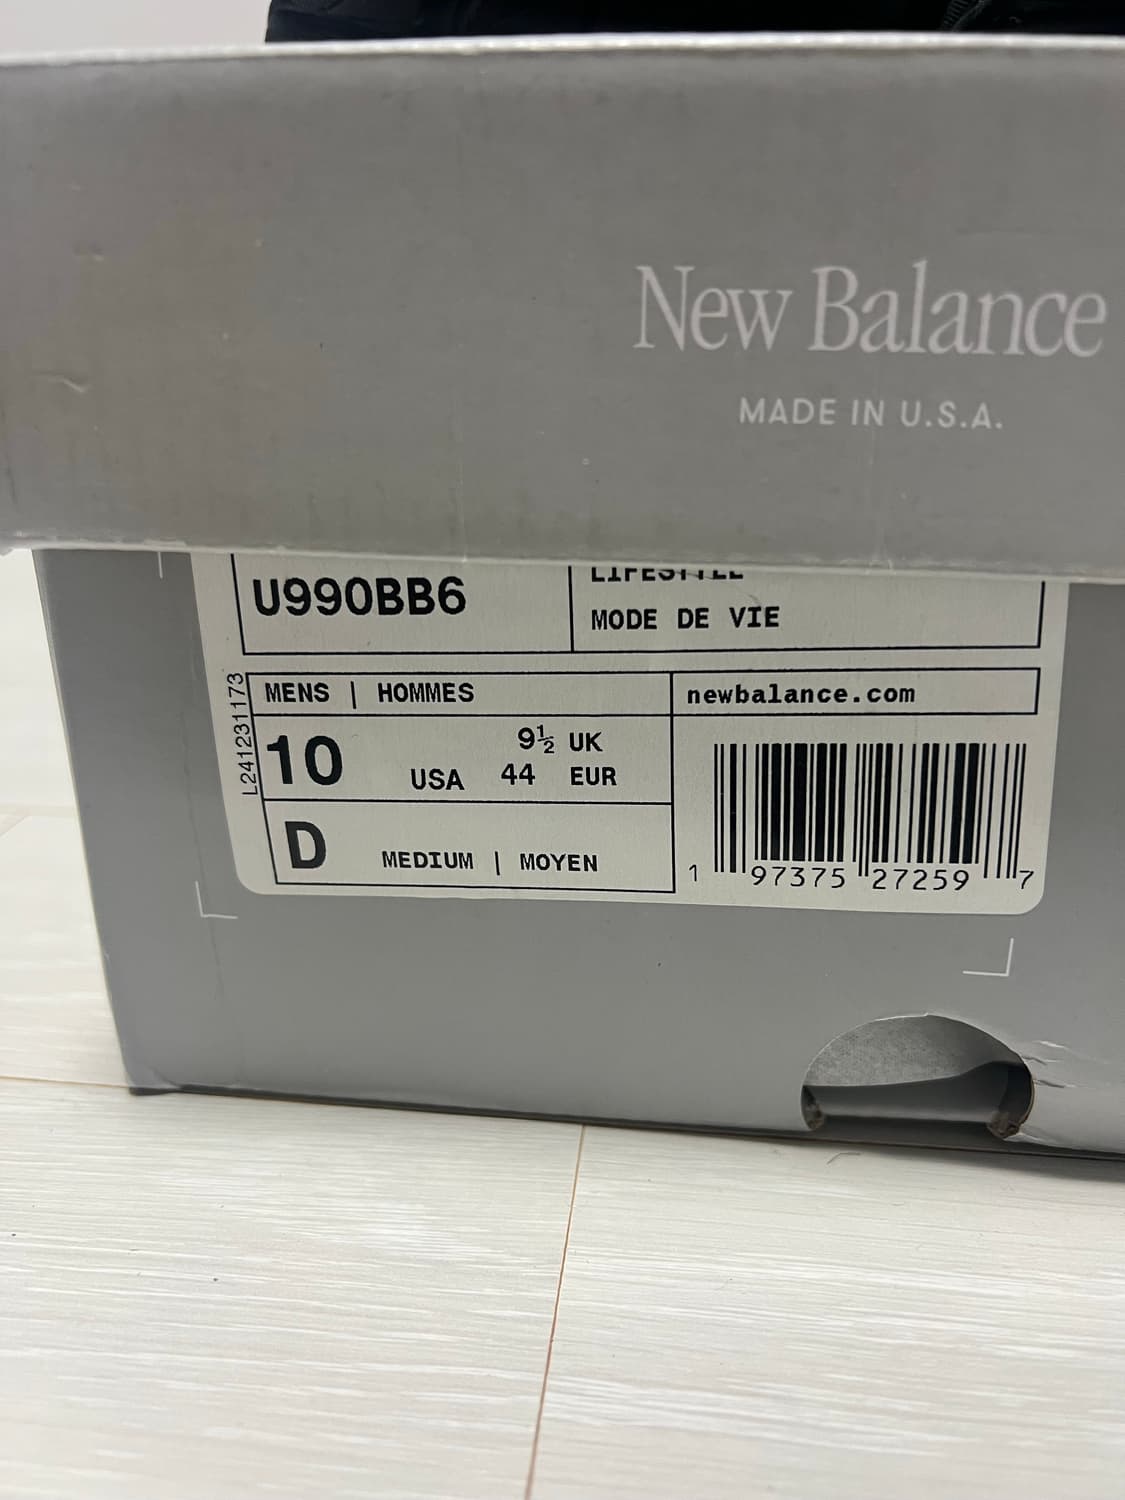 New Balance
MADE IN U.S.A.
U990BB6
LIFESTYLE
MODE DE VIE
L241231173
MENS | HOMMES
newbalance.com
10 USA
9½ UK
44 EUR
D MEDIUM | MOYEN
1 97375 27259 7